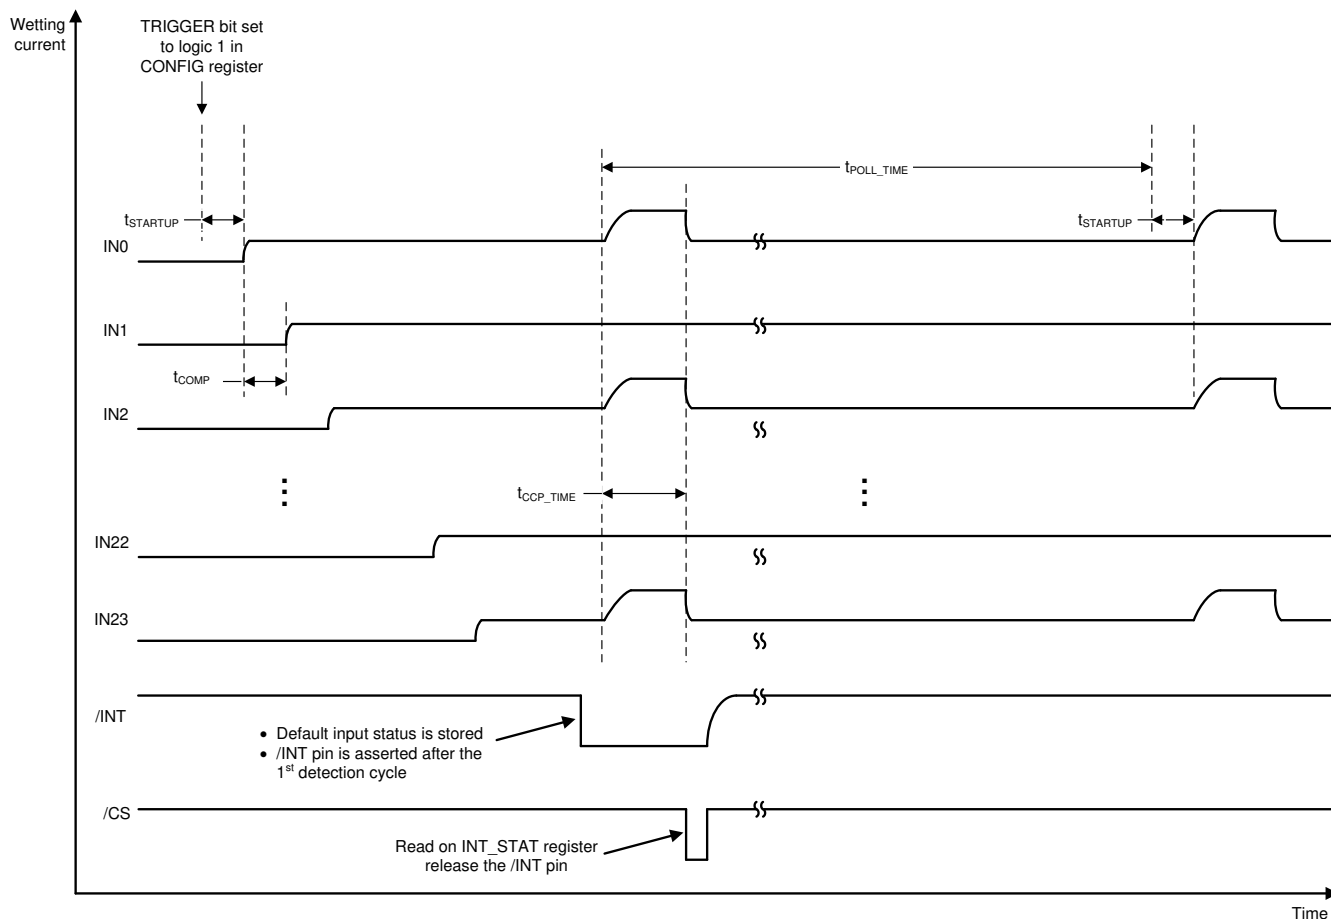 Wetting
current
TRIGGER bit set
to logic 1 in
CONFIG register
tPOLL_TIME
tSTARTUP
tSTARTUP
IN0
IN1
tCOMP
IN2
tCCP_TIME
IN22
IN23
/INT
• Default input status is stored
• /INT pin is asserted after the
1st detection cycle
/CS
Read on INT_STAT register
release the /INT pin
Time